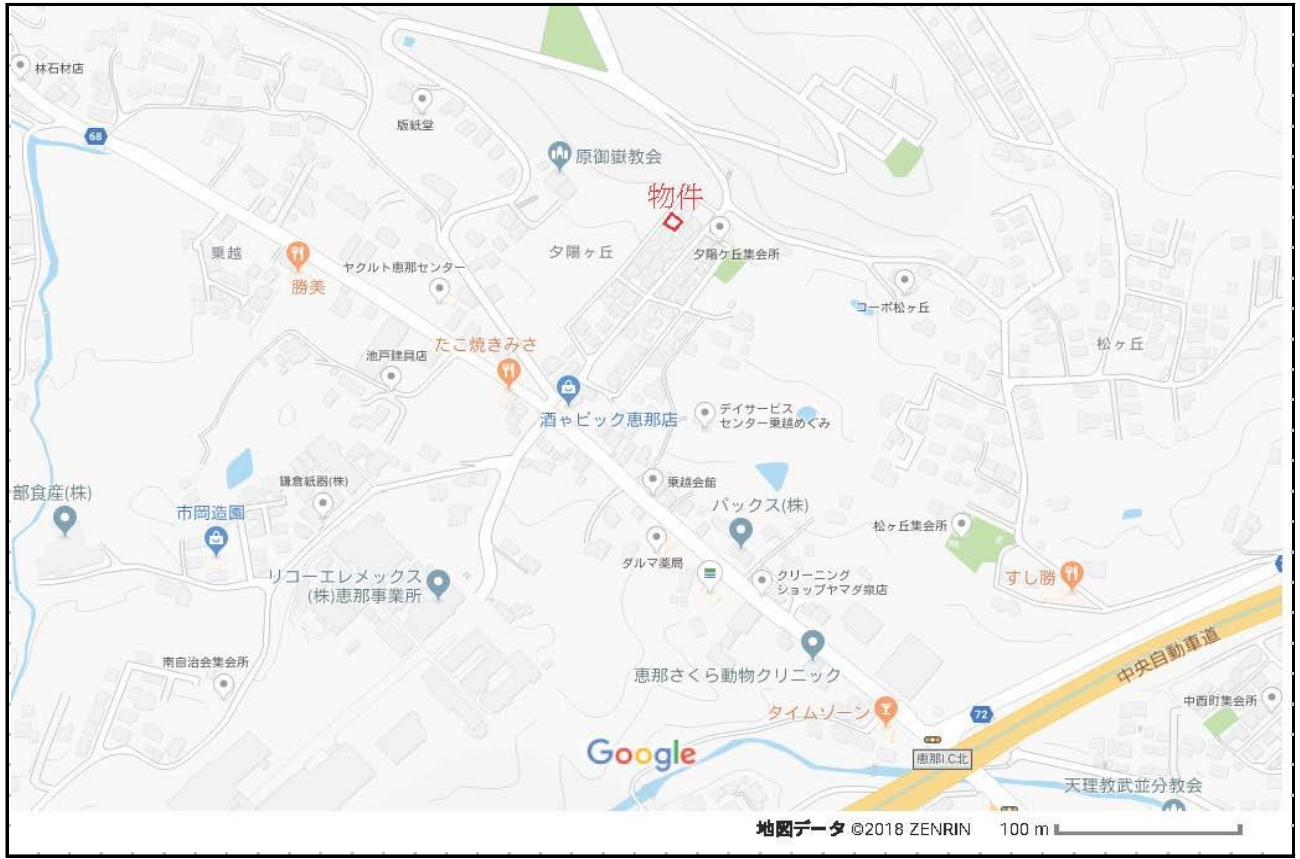 林石材店
68
版紙堂
原御嶽教会
物件
乗越
夕陽ヶ丘
夕陽ケ丘集会所
ヤクルト恵那センター
勝美
コーポ松ヶ丘
たこ焼きみさ
松ヶ丘
池戸建具店
酒ゃビック恵那店
デイサービス
センター乗越めぐみ
鎌倉紙器(株)
乗越会館
部食産(株)
市岡造園
バックス(株)
松ヶ丘集会所
ダルマ薬局
リコーエレメックス
(株)恵那事業所
クリーニング
ショップヤマダ泉店
すし勝
中央自動車道
南自治会集会所
恵那さくら動物クリニック
タイムゾーン
72
中西町集会所
Google
恵那I.C北
天理教武並分教会
地図データ ©2018 ZENRIN 100 m